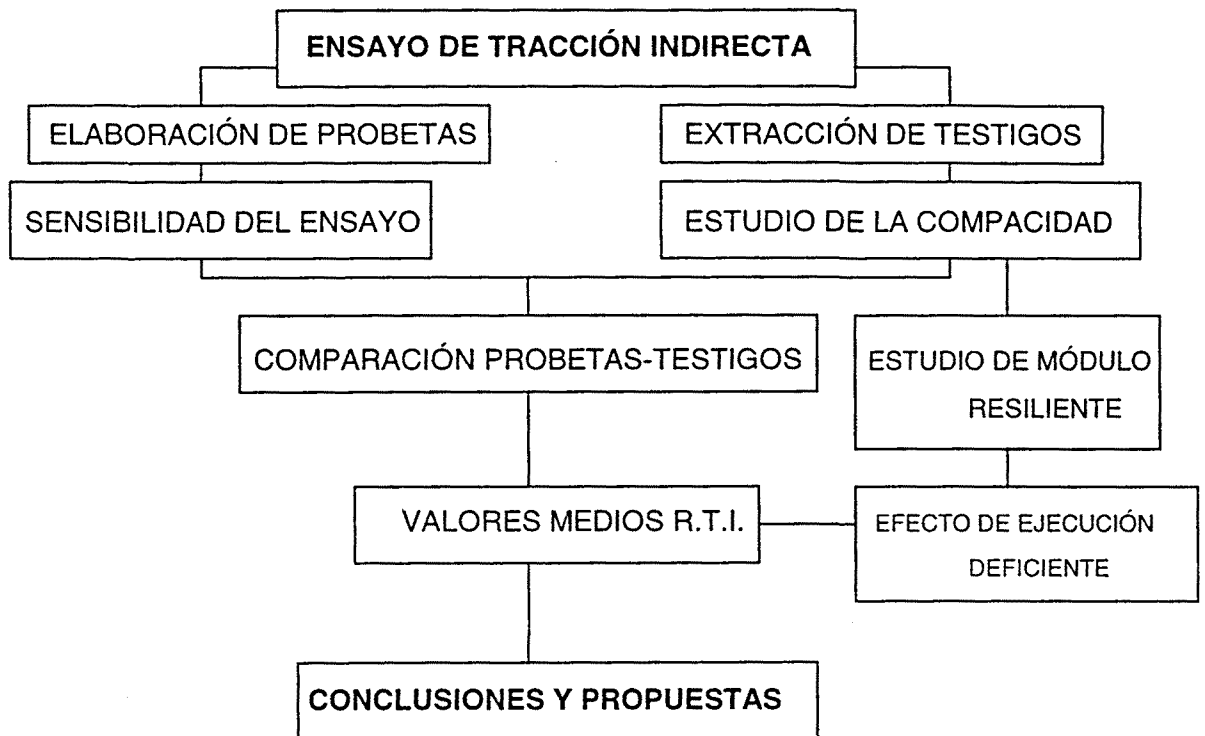 ENSAYO DE TRACCIÓN INDIRECTA
ELABORACIÓN DE PROBETAS
EXTRACCIÓN DE TESTIGOS
SENSIBILIDAD DEL ENSAYO
ESTUDIO DE LA COMPACIDAD
COMPARACIÓN PROBETAS-TESTIGOS
ESTUDIO DE MÓDULO
RESILIENTE
VALORES MEDIOS R.T.I.
EFECTO DE EJECUCIÓN
DEFICIENTE
CONCLUSIONES Y PROPUESTAS